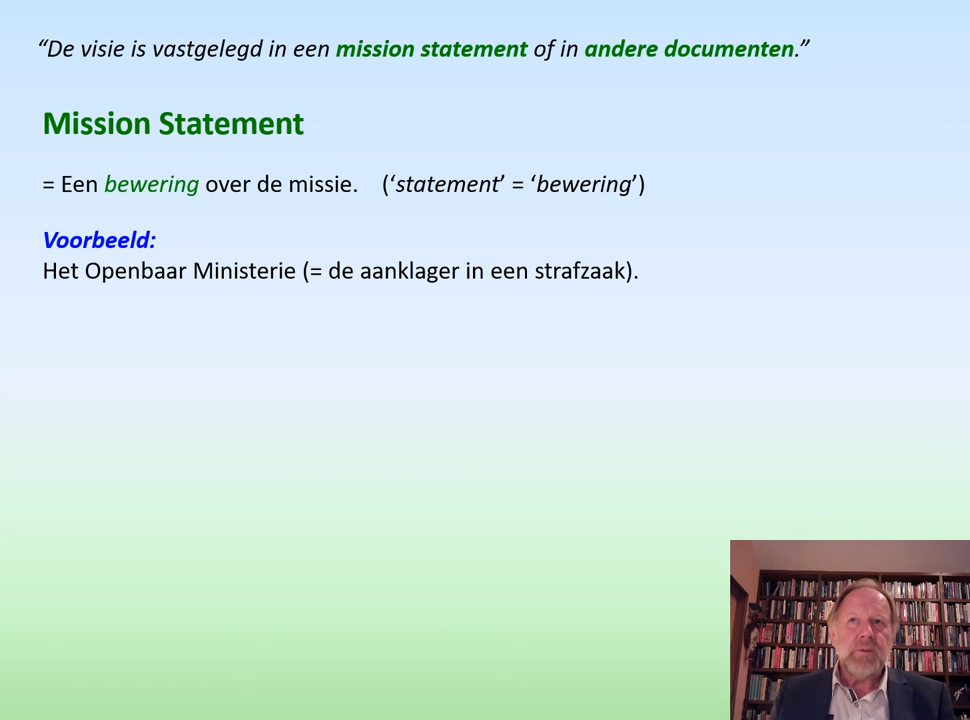 “De visie is vastgelegd in een mission statement of in andere documenten.”
Mission Statement
= Een bewering over de missie. (‘statement’ = ‘bewering’)
Voorbeeld:
Het Openbaar Ministerie (= de aanklager in een strafzaak).